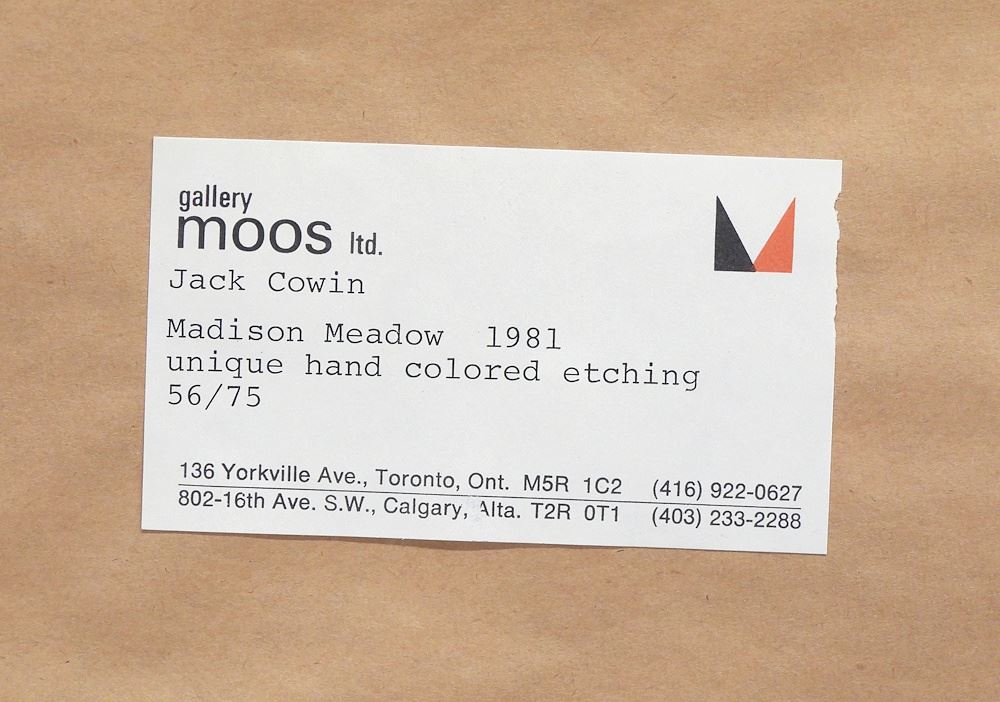 gallery
moos ltd.
Jack Cowin
Madison Meadow 1981
unique hand colored etching
56/75
136 Yorkville Ave., Toronto, Ont. M5R 1C2 (416) 922-0627
802-16th Ave. S.W., Calgary, Alta. T2R 0T1 (403) 233-2288